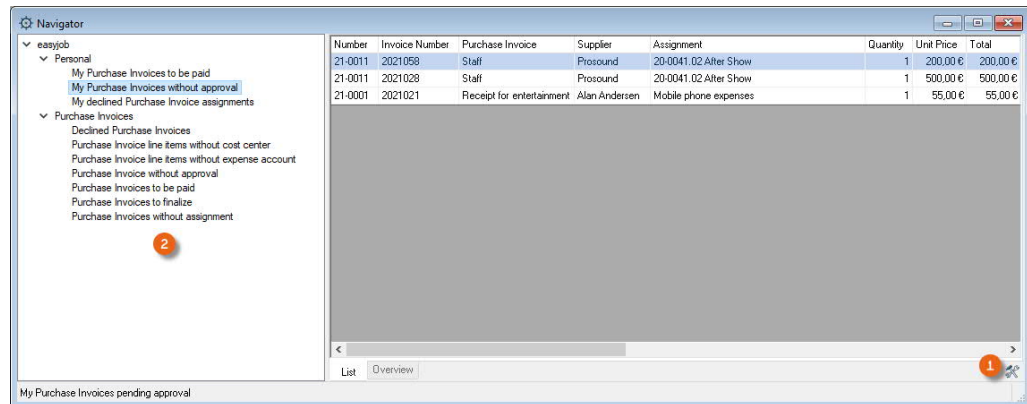 Navigator
easyjob
Personal
My Purchase Invoices to be paid
My Purchase Invoices without approval
My declined Purchase Invoice assignments
Purchase Invoices
Declined Purchase Invoices
Purchase Invoice line items without cost center
Purchase Invoice line items without expense account
Purchase Invoice without approval
Purchase Invoices to be paid
Purchase Invoices to finalize
Purchase Invoices without assignment
2
Number Invoice Number Purchase Invoice Supplier Assignment Quantity Unit Price Total
21-0011 2021058 Staff Prosound 20-0041.02 After Show 1 200,00 € 200,00 €
21-0011 2021028 Staff Prosound 20-0041.02 After Show 1 500,00 € 500,00 €
21-0001 2021021 Receipt for entertainment Alan Andersen Mobile phone expenses 1 55,00 € 55,00 €
List Overview
1
My Purchase Invoices pending approval